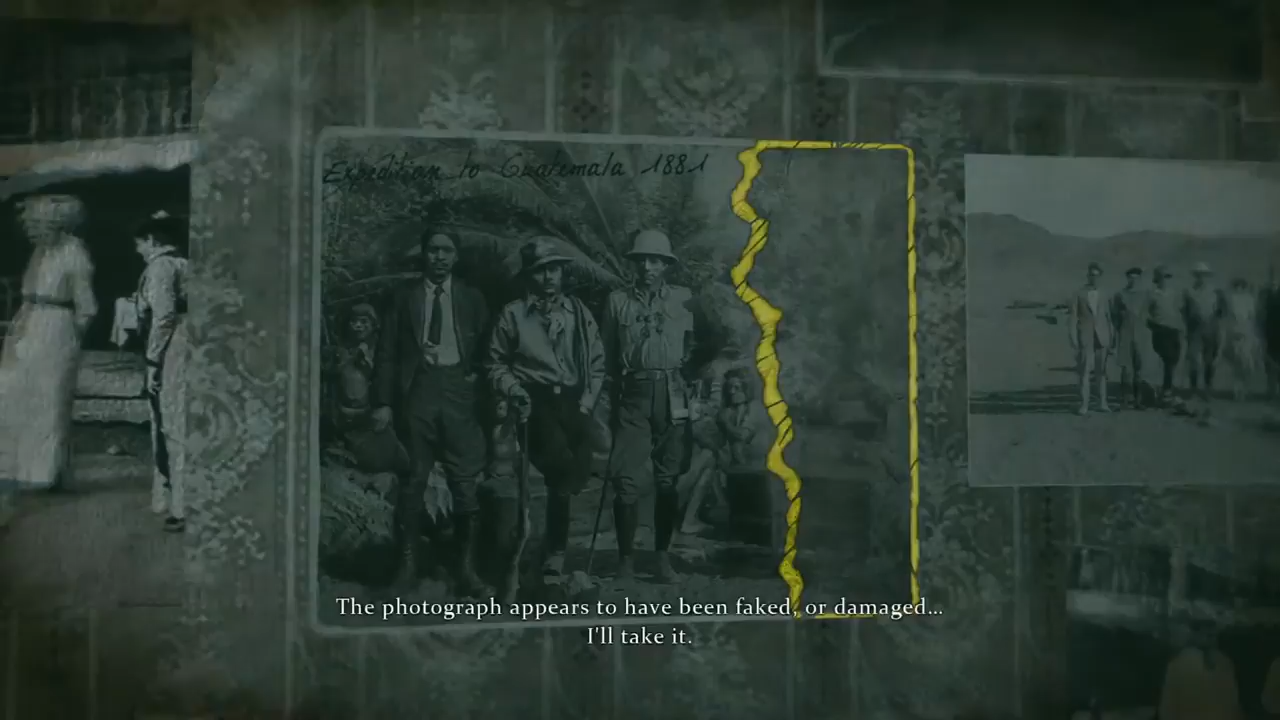 Expedition to Guatemala 1881
The photograph appears to have been faked, or damaged...
I'll take it.